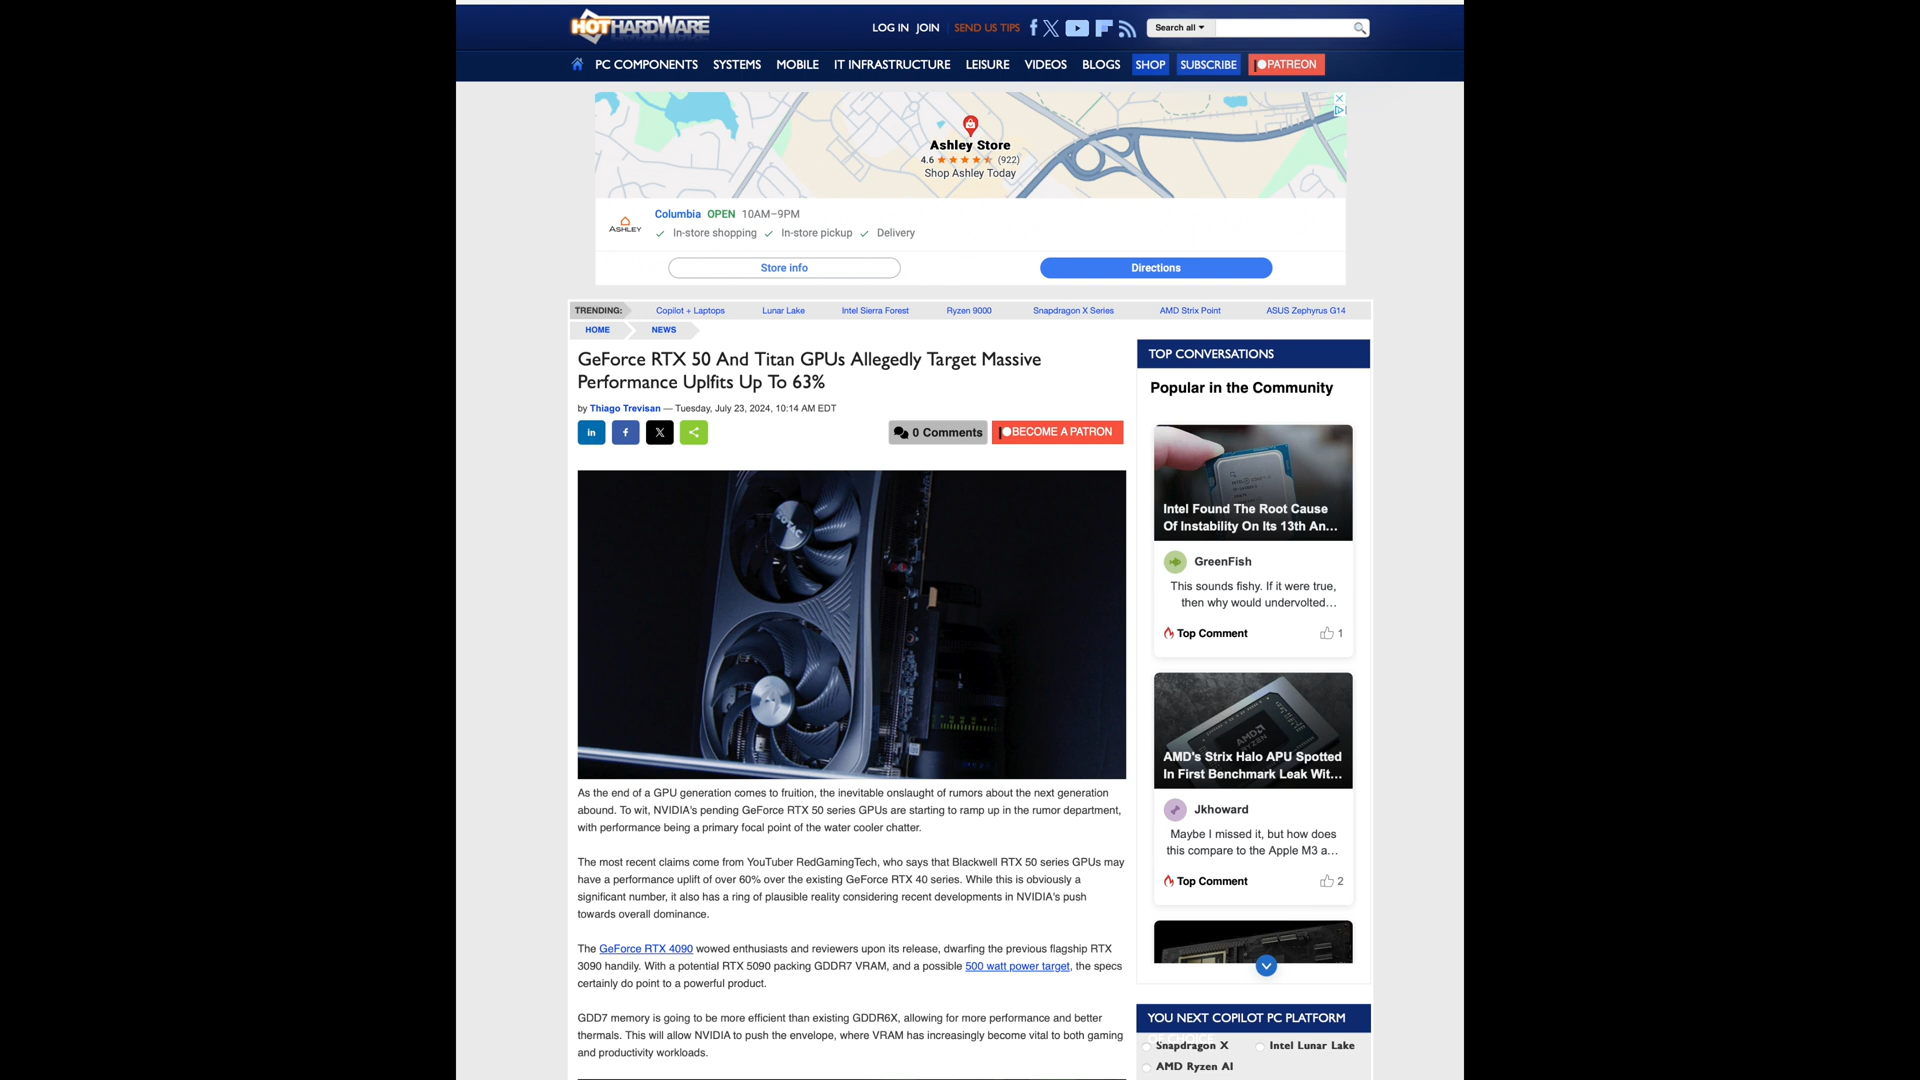 HOTHARDWARE
LOG IN JOIN SEND US TIPS
Search all
PC COMPONENTS SYSTEMS MOBILE IT INFRASTRUCTURE LEISURE VIDEOS BLOGS SHOP SUBSCRIBE PATREON
Ashley Store
4.6 (922)
Shop Ashley Today
ASHLEY
Columbia OPEN 10AM–9PM
In-store shopping In-store pickup Delivery
Store info Directions
TRENDING: Copilot + Laptops Lunar Lake Intel Sierra Forest Ryzen 9000 Snapdragon X Series AMD Strix Point ASUS Zephyrus G14
HOME NEWS
GeForce RTX 50 And Titan GPUs Allegedly Target Massive
Performance Uplfits Up To 63%
by Thiago Trevisan — Tuesday, July 23, 2024, 10:14 AM EDT
0 Comments BECOME A PATRON
ZOTAC
As the end of a GPU generation comes to fruition, the inevitable onslaught of rumors about the next generation
abound. To wit, NVIDIA's pending GeForce RTX 50 series GPUs are starting to ramp up in the rumor department,
with performance being a primary focal point of the water cooler chatter.
The most recent claims come from YouTuber RedGamingTech, who says that Blackwell RTX 50 series GPUs may
have a performance uplift of over 60% over the existing GeForce RTX 40 series. While this is obviously a
significant number, it also has a ring of plausible reality considering recent developments in NVIDIA's push
towards overall dominance.
The GeForce RTX 4090 wowed enthusiasts and reviewers upon its release, dwarfing the previous flagship RTX
3090 handily. With a potential RTX 5090 packing GDDR7 VRAM, and a possible 500 watt power target, the specs
certainly do point to a powerful product.
GDD7 memory is going to be more efficient than existing GDDR6X, allowing for more performance and better
thermals. This will allow NVIDIA to push the envelope, where VRAM has increasingly become vital to both gaming
and productivity workloads.
TOP CONVERSATIONS
Popular in the Community
Intel Found The Root Cause
Of Instability On Its 13th An...
GreenFish
This sounds fishy. If it were true,
then why would undervolted...
Top Comment 1
AMD RYZEN
AMD's Strix Halo APU Spotted
In First Benchmark Leak Wit...
Jkhoward
Maybe I missed it, but how does
this compare to the Apple M3 a...
Top Comment 2
YOU NEXT COPILOT PC PLATFORM
Snapdragon X Intel Lunar Lake
AMD Ryzen AI